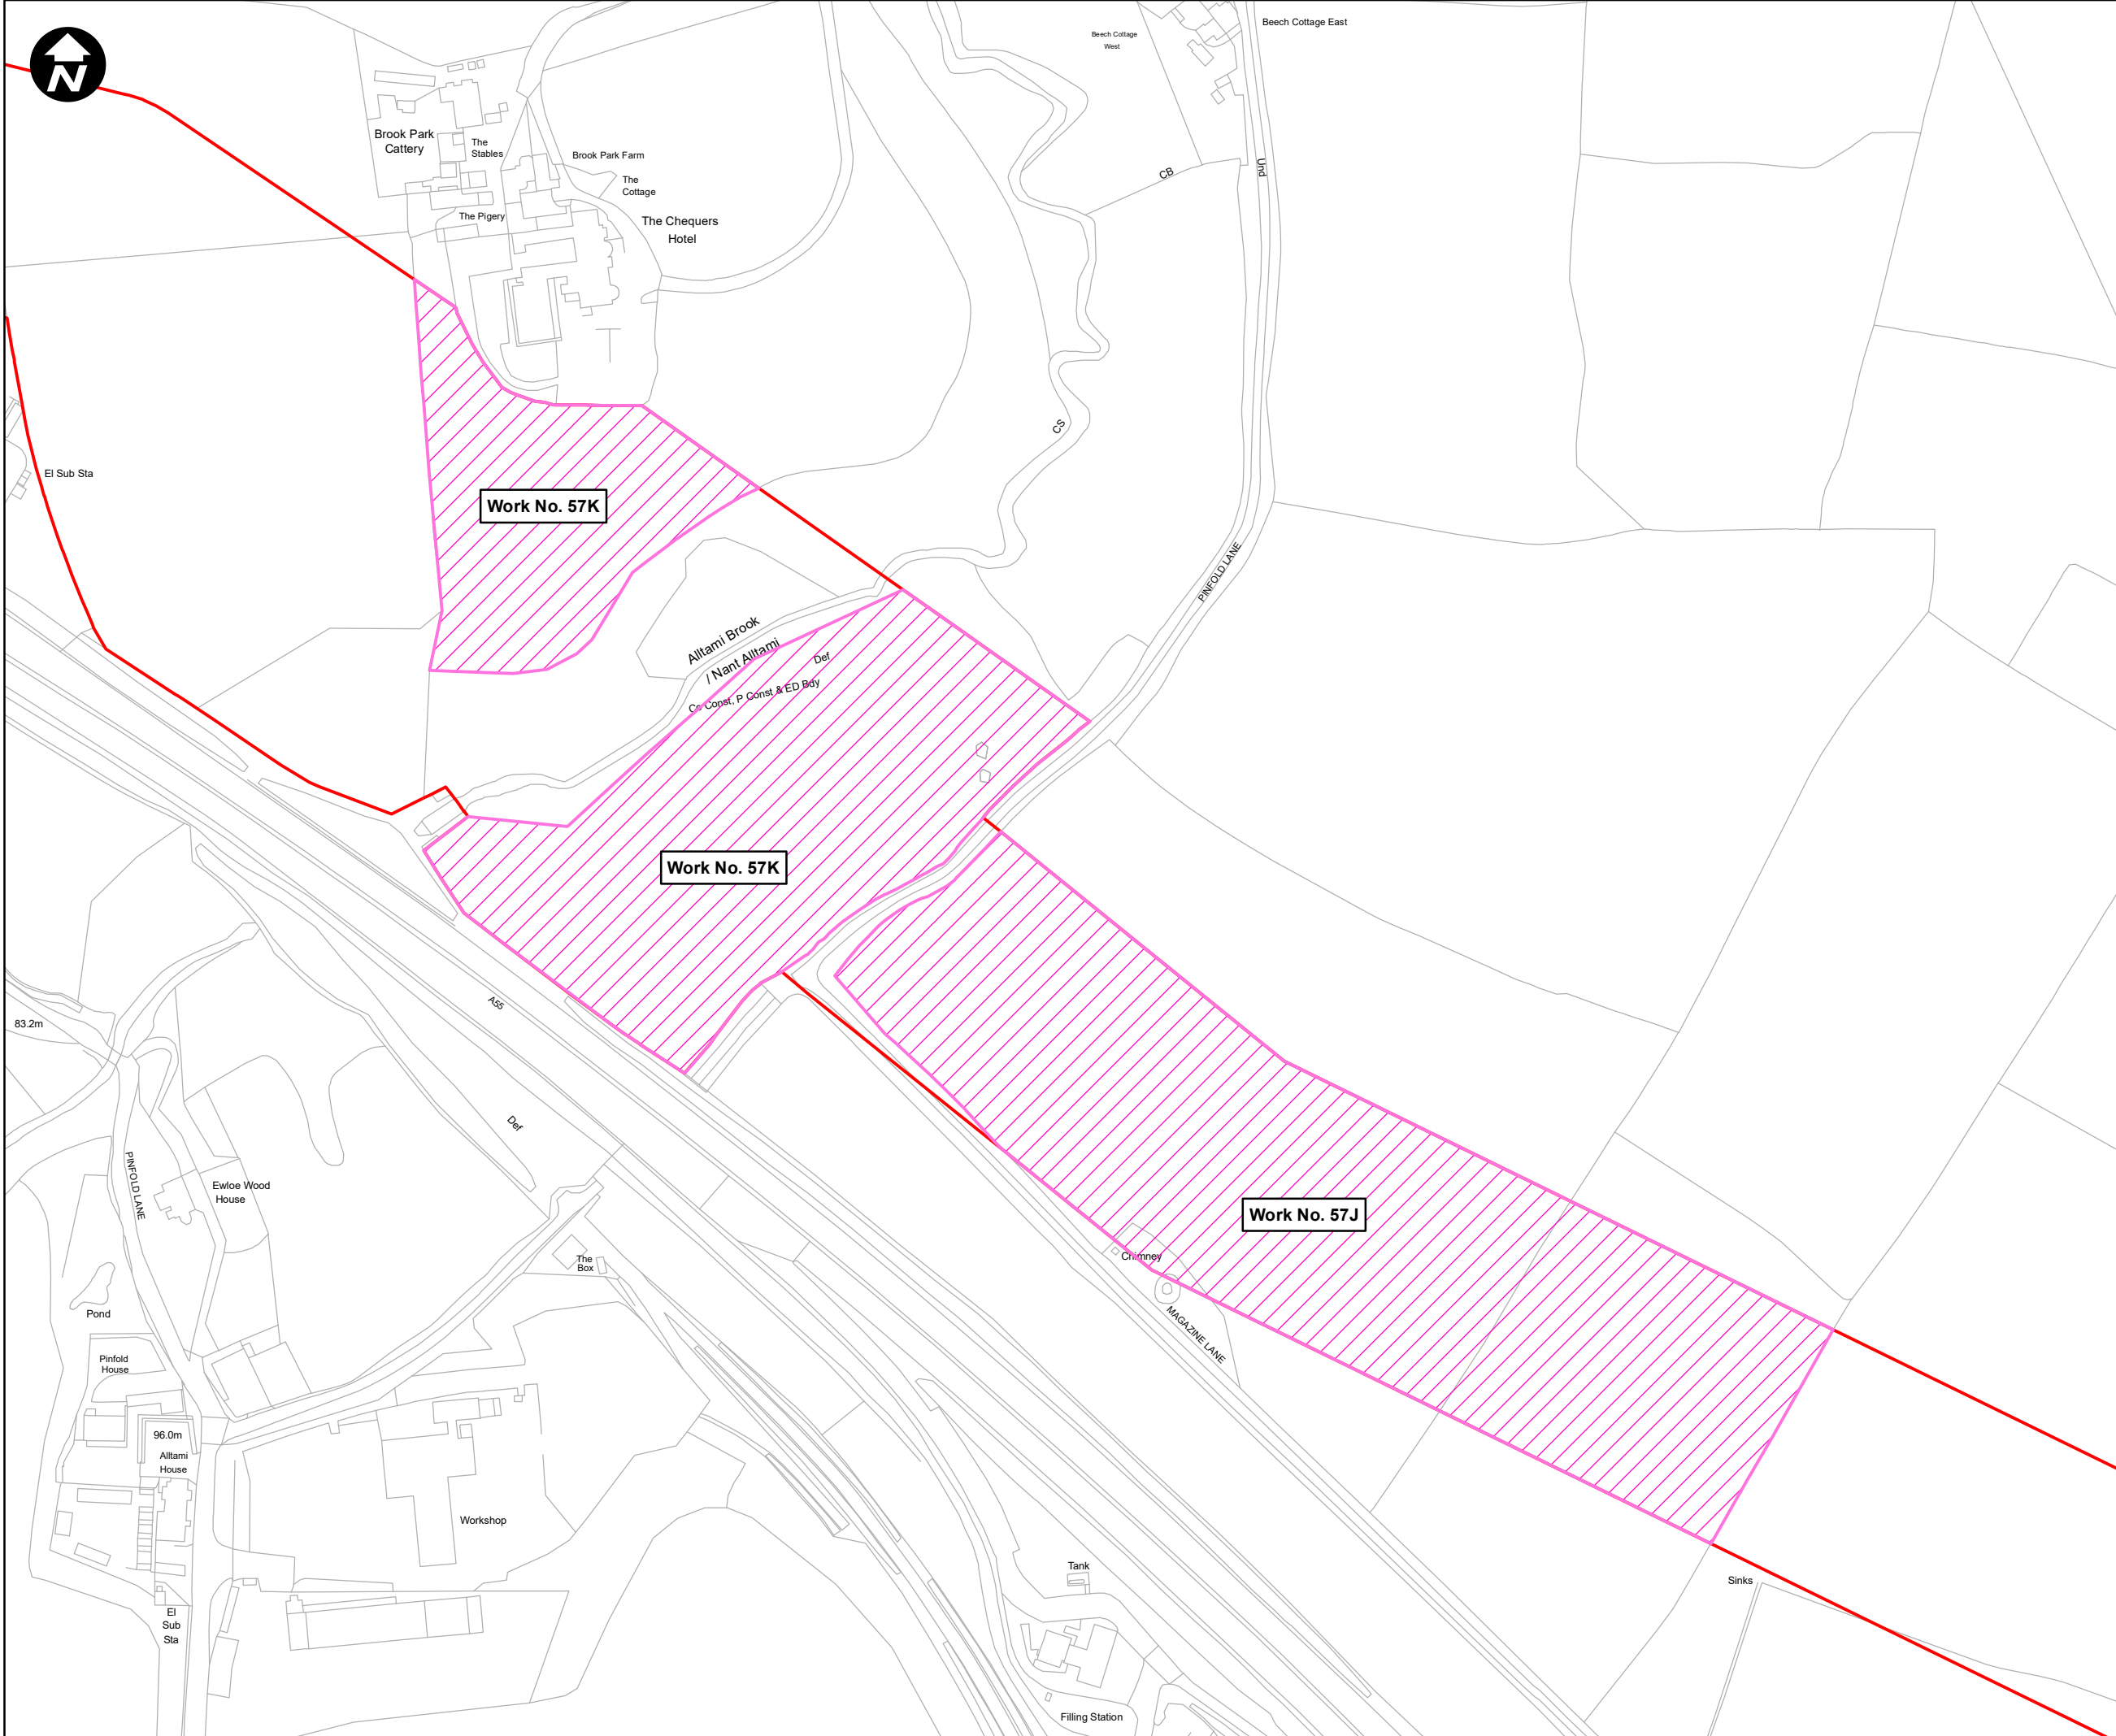 N
Beech Cottage East
Beech Cottage
West
Brook Park
Cattery
The
Stables
Brook Park Farm
The
Cottage
CB
Und
The Pigery
The Chequers
Hotel
CS
El Sub Sta
Work No. 57K
PINFOLD LANE
Alltami Brook
/ Nant Alltami
Def
Co Const, P Const & ED Bdy
Work No. 57K
A55
83.2m
Def
PINFOLD LANE
Ewloe Wood
House
Work No. 57J
Chimney
The
Box
MAGAZINE LANE
Pond
Pinfold
House
96.0m
Alltami
House
Workshop
Tank
Sinks
El
Sub
Sta
Filling Station